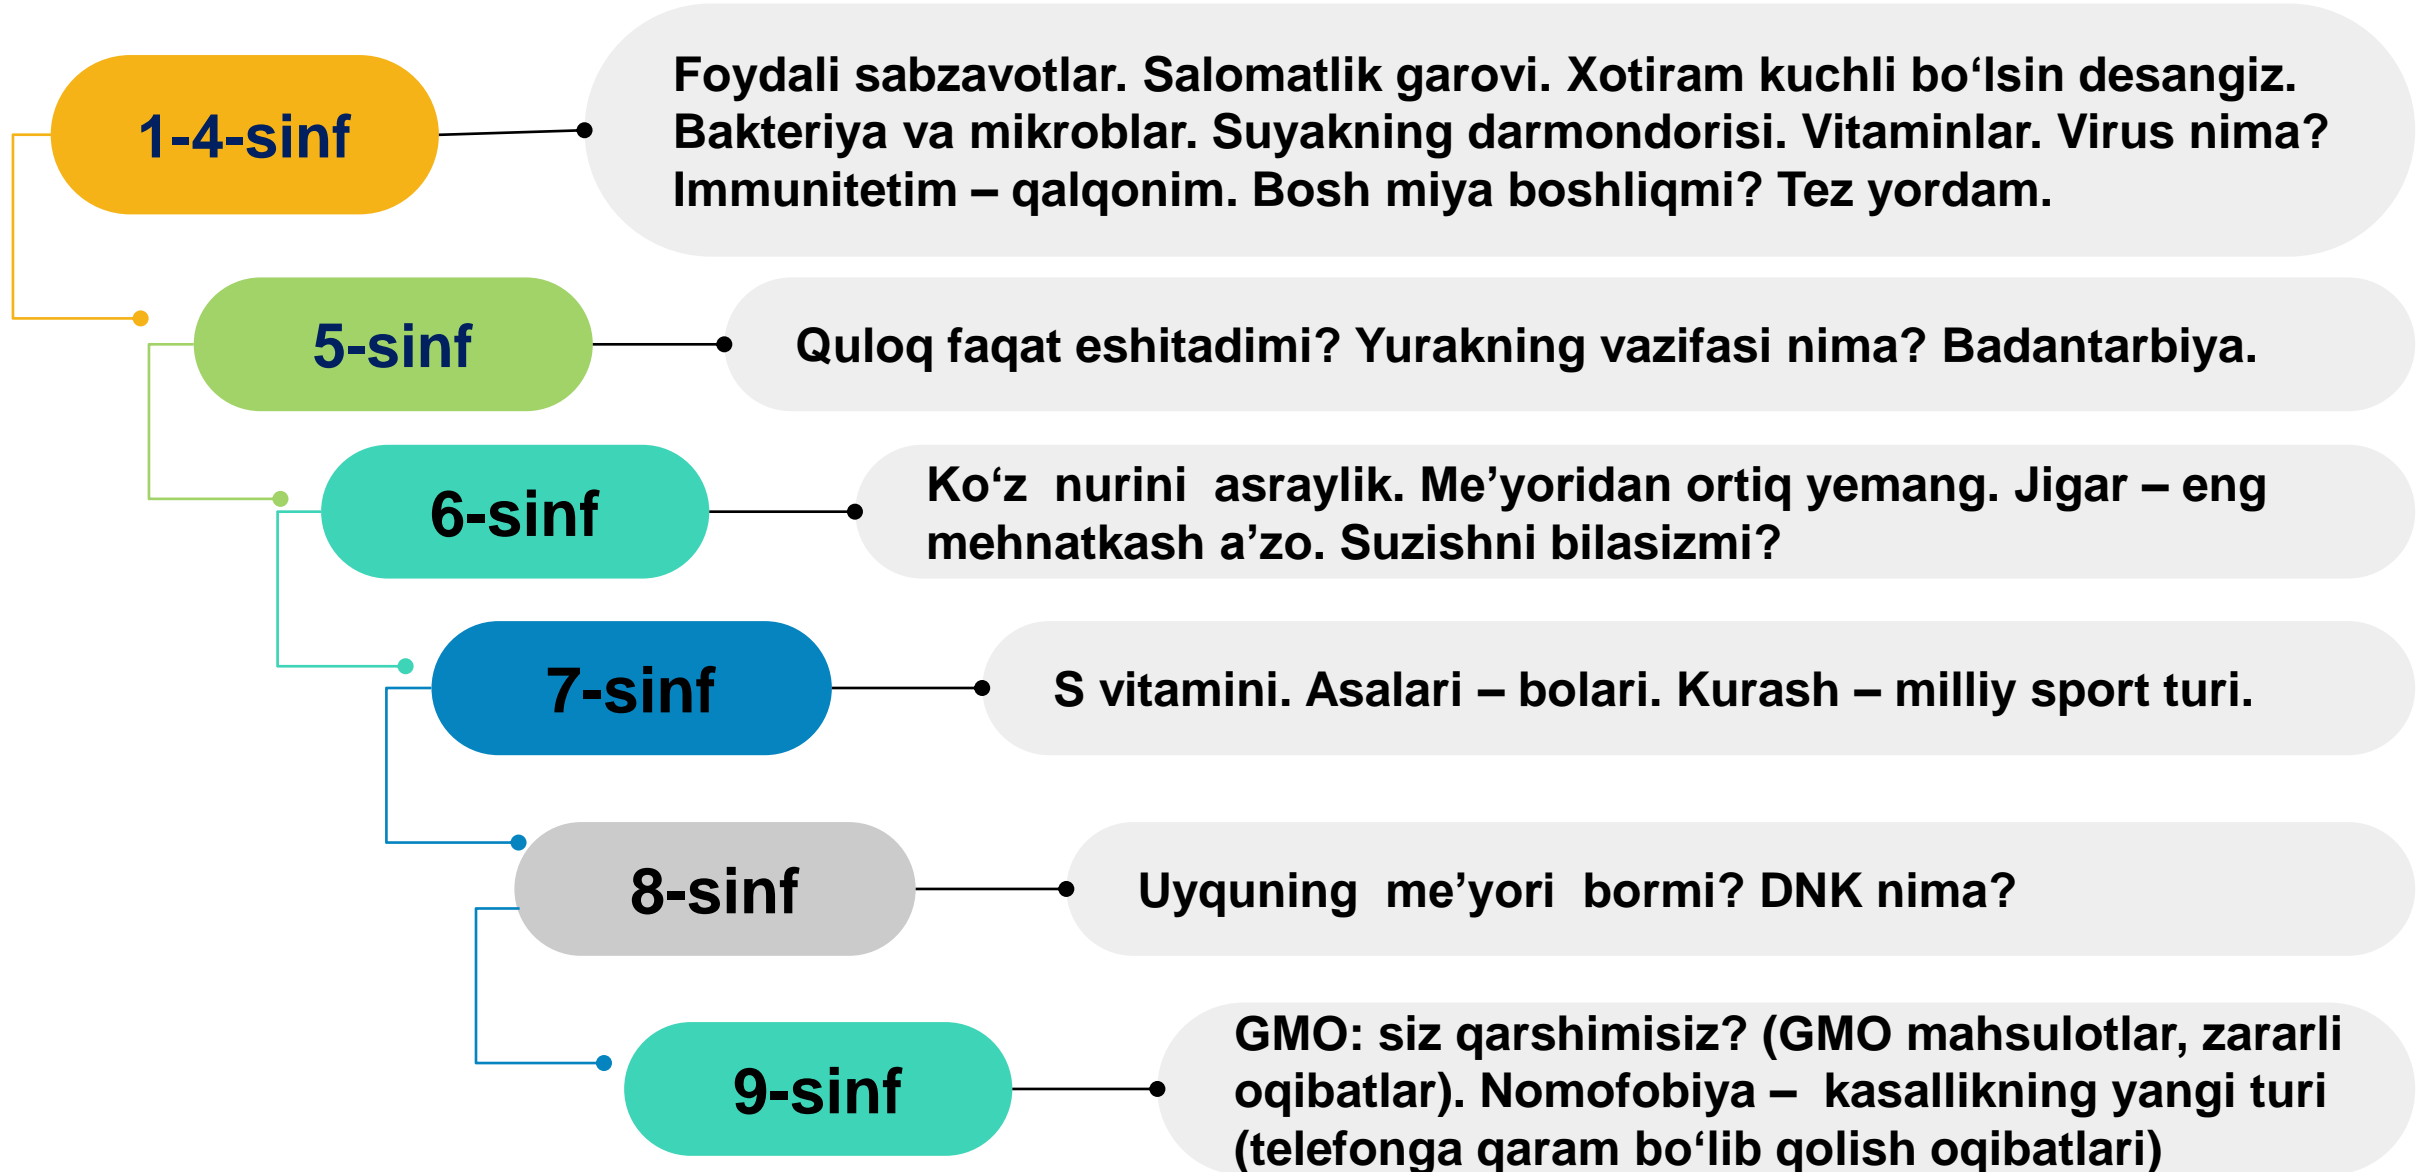 1-4-sinf
Foydali sabzavotlar. Salomatlik garovi. Xotiram kuchli bo‘lsin desangiz.
Bakteriya va mikroblar. Suyakning darmondorisi. Vitaminlar. Virus nima?
Immunitetim – qalqonim. Bosh miya boshliqmi? Tez yordam.
5-sinf
Quloq faqat eshitadimi? Yurakning vazifasi nima? Badantarbiya.
6-sinf
Ko‘z nurini asraylik. Me’yoridan ortiq yemang. Jigar – eng
mehnatkash a’zo. Suzishni bilasizmi?
7-sinf
S vitamini. Asalari – bolari. Kurash – milliy sport turi.
8-sinf
Uyquning me’yori bormi? DNK nima?
9-sinf
GMO: siz qarshimisiz? (GMO mahsulotlar, zararli
oqibatlar). Nomofobiya – kasallikning yangi turi
(telefonga qaram bo‘lib qolish oqibatlari)